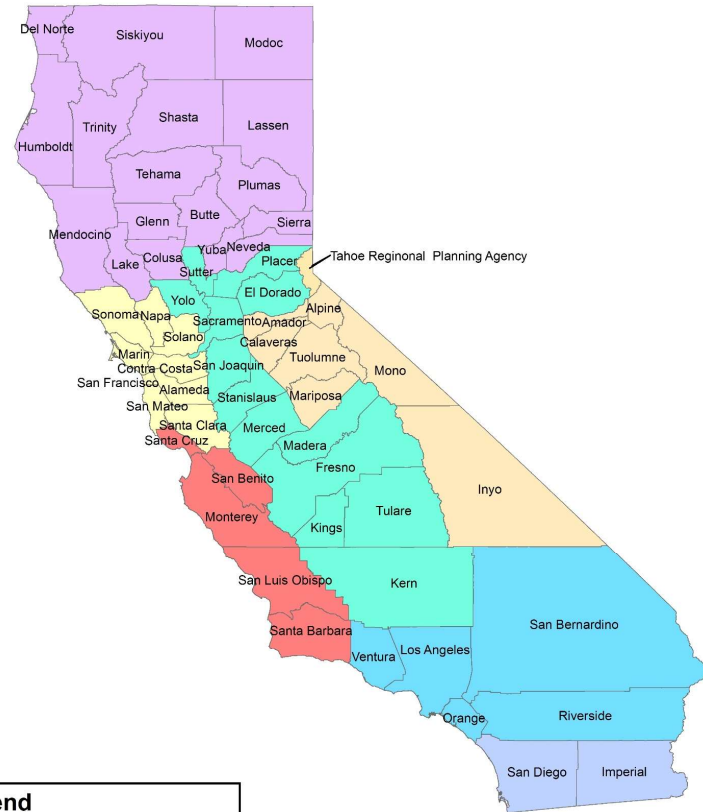 Del Norte
Siskiyou
Modoc
Humboldt
Trinity
Shasta
Lassen
Tehama
Plumas
Mendocino
Glenn
Butte
Sierra
Lake
Colusa
Yuba
Neveda
Sutter
Placer
Tahoe Reginonal Planning Agency
Yolo
El Dorado
Alpine
Sonoma
Napa
Sacramento
Amador
Solano
Calaveras
Marin
Tuolumne
Mono
Contra Costa
San Joaquin
San Francisco
Alameda
Stanislaus
Mariposa
San Mateo
Santa Clara
Merced
Santa Cruz
Madera
Fresno
San Benito
Inyo
Monterey
Kings
Tulare
San Luis Obispo
Kern
Santa Barbara
San Bernardino
Ventura
Los Angeles
Orange
Riverside
San Diego
Imperial
end